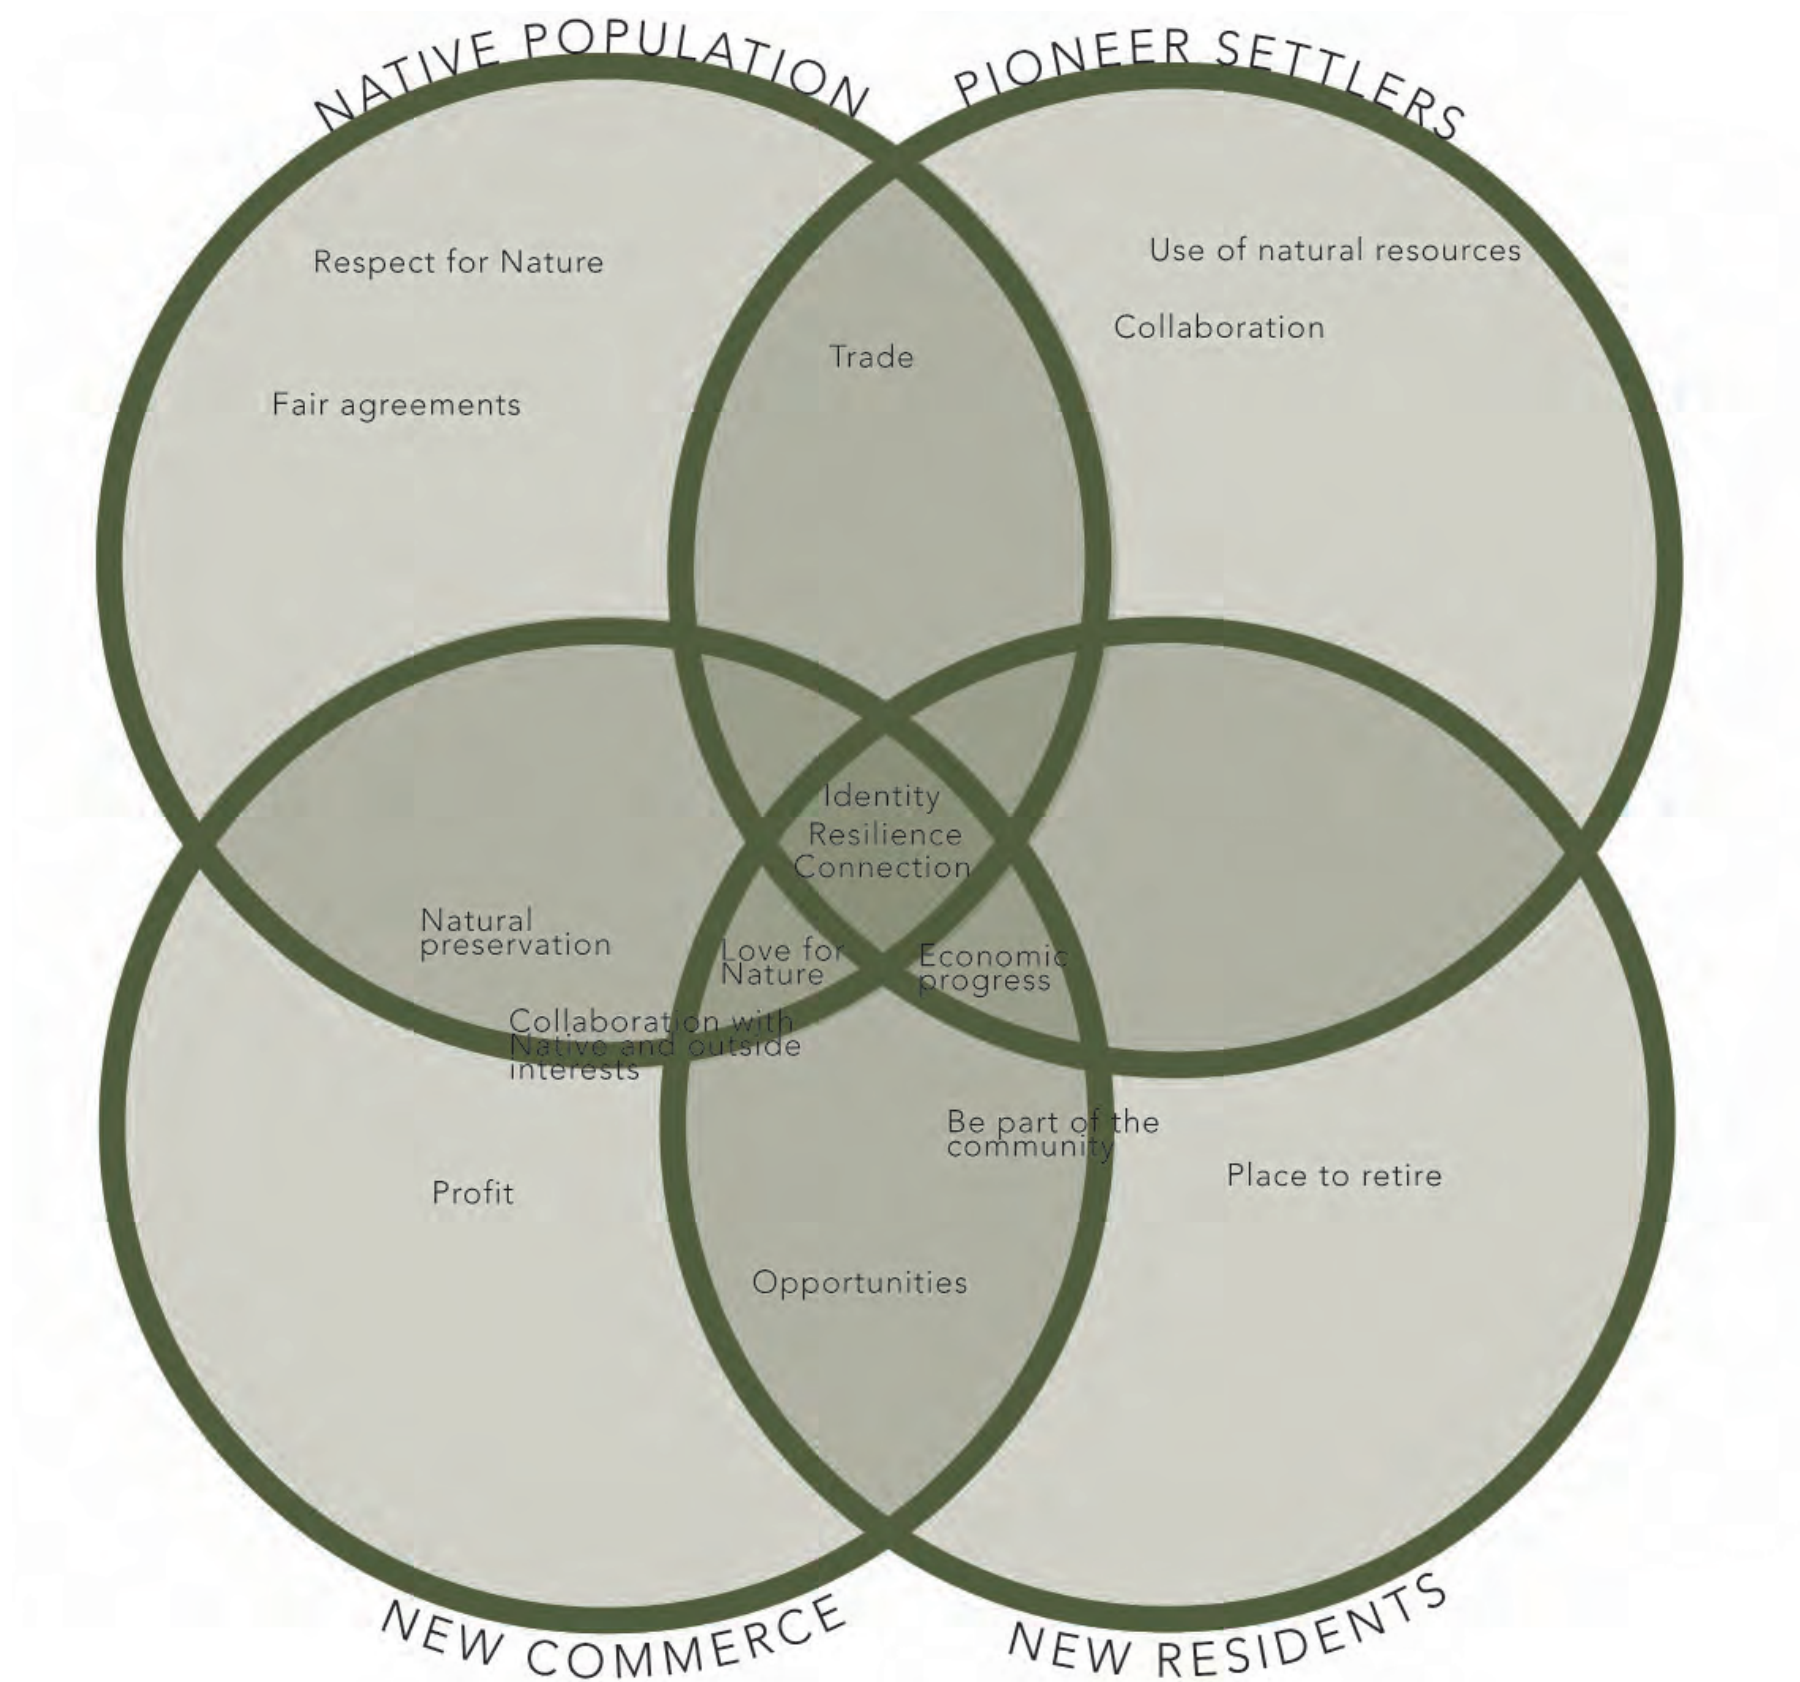 NATIVE POPULATION
PIONEER SETTLERS
Respect for Nature
Use of natural resources
Collaboration
Trade
Fair agreements
Identity
Resilience
Connection
Natural
preservation
Love for
Nature
Economic
progress
Collaboration with
Native and outside
interests
Be part of the
community
Place to retire
Profit
Opportunities
NEW COMMERCE
NEW RESIDENTS